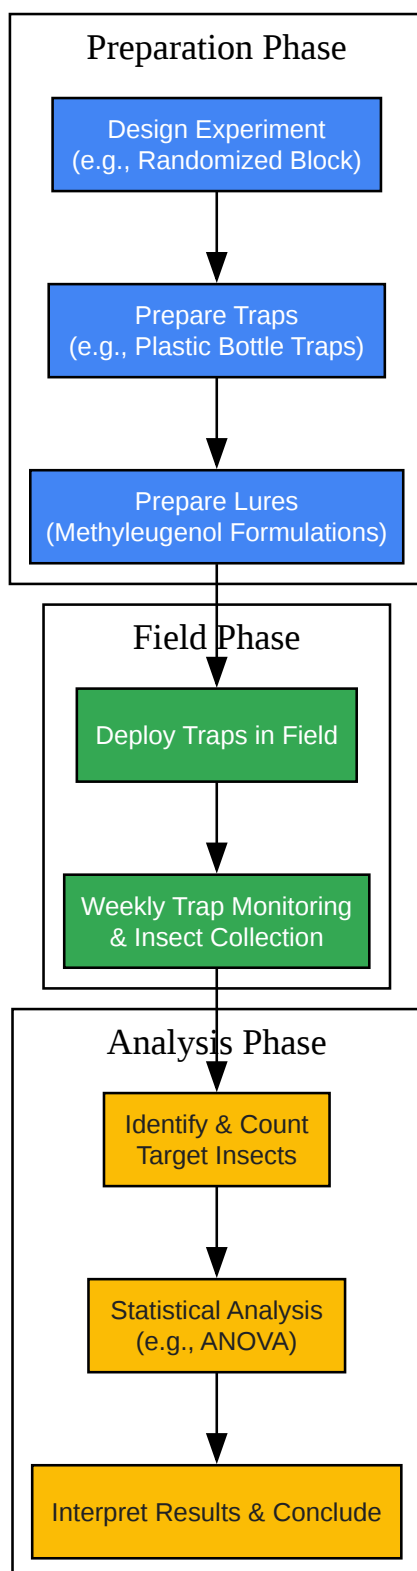 Preparation Phase
Design Experiment
(e.g., Randomized Block)
Prepare Traps
(e.g., Plastic Bottle Traps)
Prepare Lures
(Methyleugenol Formulations)
Field Phase
Deploy Traps in Field
Weekly Trap Monitoring
& Insect Collection
Analysis Phase
Identify & Count
Target Insects
Statistical Analysis
(e.g., ANOVA)
Interpret Results & Conclude